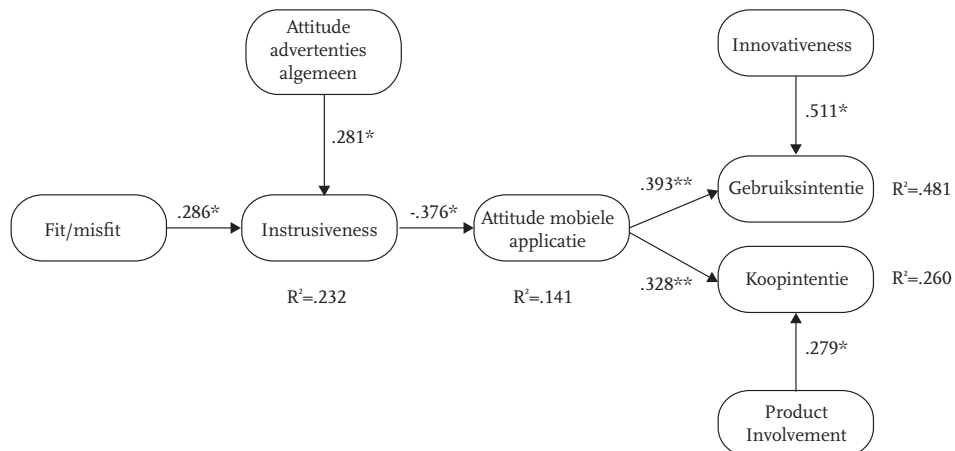 Attitude
advertenties
algemeen
Innovativeness
.281*
.511*
Fit/misfit
.286*
Instrusiveness
-.376*
Attitude mobiele
applicatie
.393**
Gebruiksintentie
R²=.481
.328**
Koopintentie
R²=.260
R²=.232
R²=.141
.279*
Product
Involvement